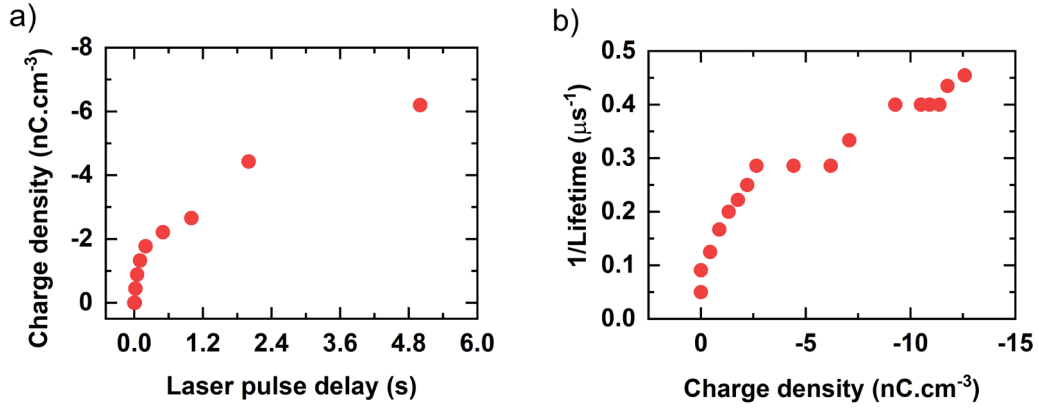 a)
Charge density (nC.cm⁻³)
-8
-6
-4
-2
0
0.0 1.2 2.4 3.6 4.8 6.0
Laser pulse delay (s)
b)
1/Lifetime (μs⁻¹)
0.5
0.4
0.3
0.2
0.1
0.0
0 -5 -10 -15
Charge density (nC.cm⁻³)